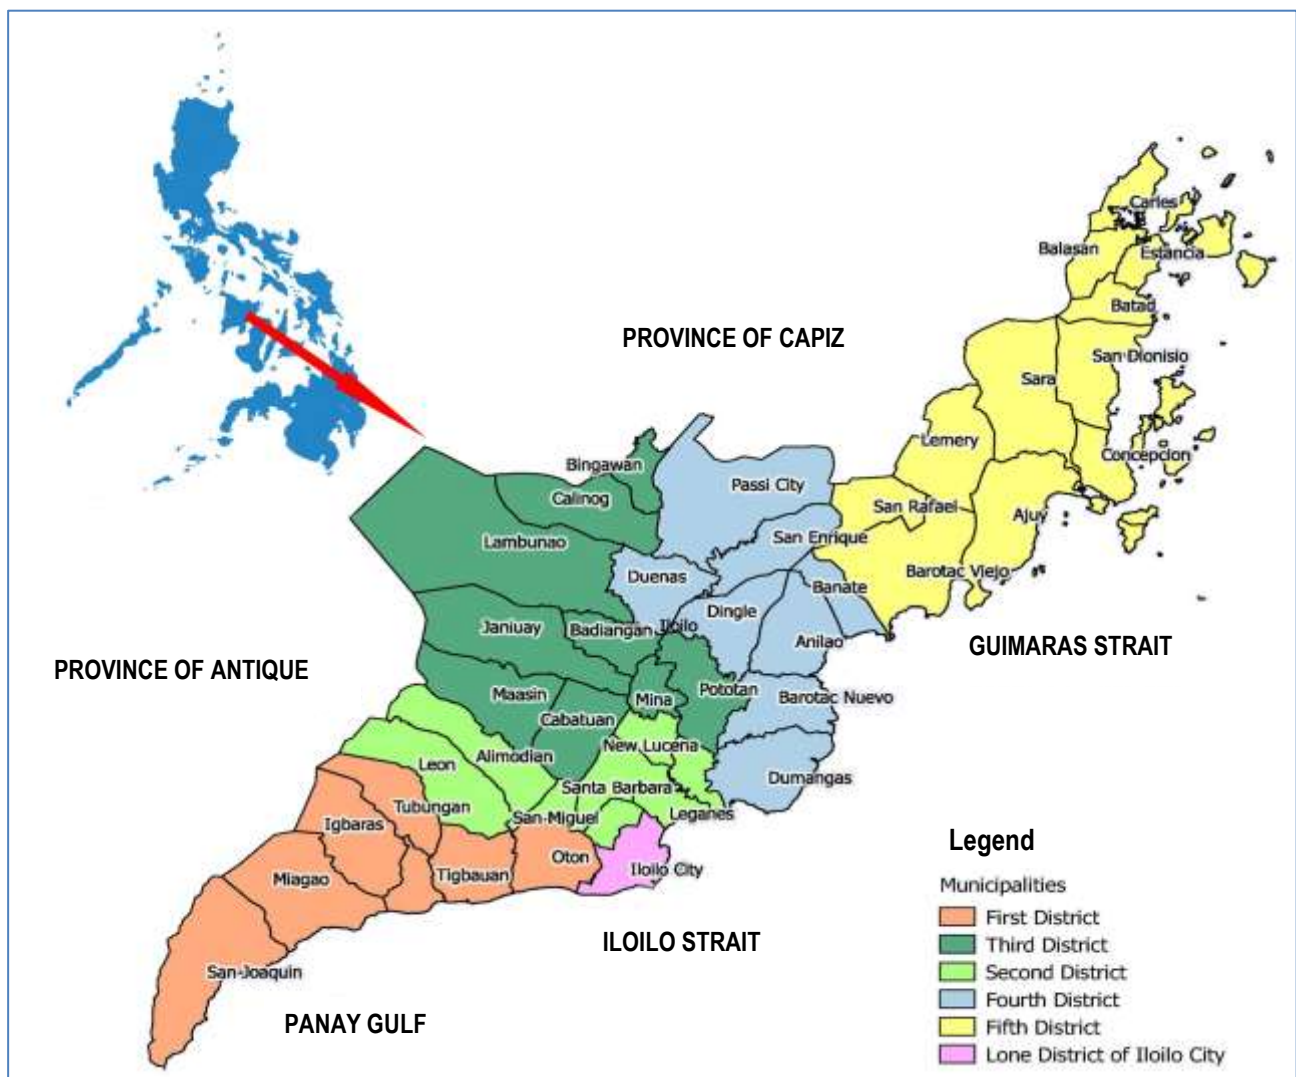 Carles
Balasan
Estancia
Batad
PROVINCE OF CAPIZ
San Dionisio
Sara
Lemery
Concepcion
Bingawan
Passi City
Calinog
San Rafael
Ajuy
Lambunao
San Enrique
Duenas
Barotac Viejo
Banate
Dingle
Janiuay
Badiangan
Iloilo
Anilao
GUIMARAS STRAIT
PROVINCE OF ANTIQUE
Maasin
Mina
Pototan
Barotac Nuevo
Cabatuan
New Lucena
Alimodian
Leon
Dumangas
Santa Barbara
Tubungan
San Miguel
Leganes
Igbaras
Oton
Iloilo City
Miagao
Tigbauan
ILOILO STRAIT
San Joaquin
PANAY GULF
Legend
Municipalities
First District
Third District
Second District
Fourth District
Fifth District
Lone District of Iloilo City